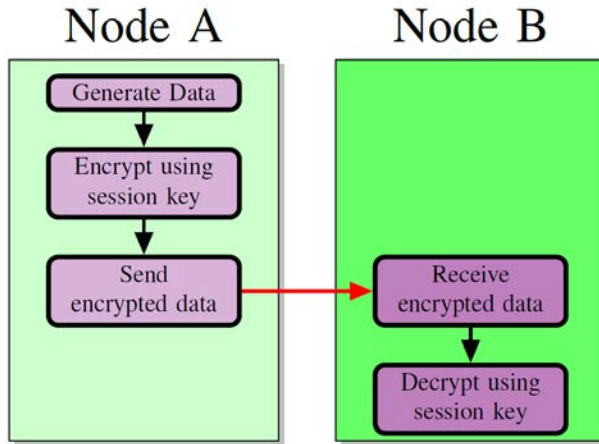 Node A
Node B
Generate Data
Encrypt using
session key
Send
encrypted data
Receive
encrypted data
Decrypt using
session key